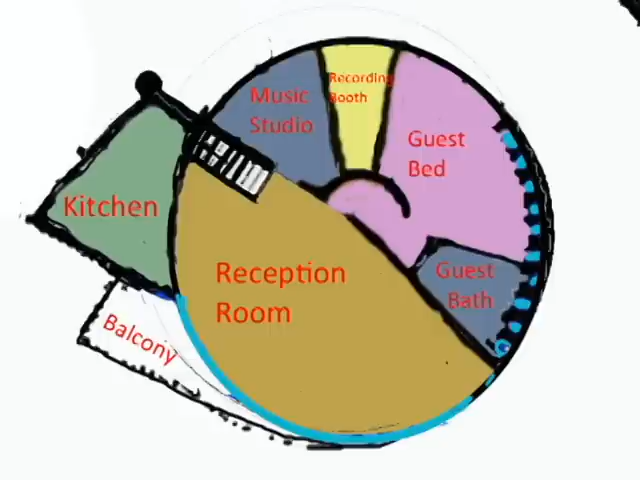 Music
Studio
Recording
Booth
Guest
Bed
Kitchen
Reception
Room
Guest
Bath
Balcony